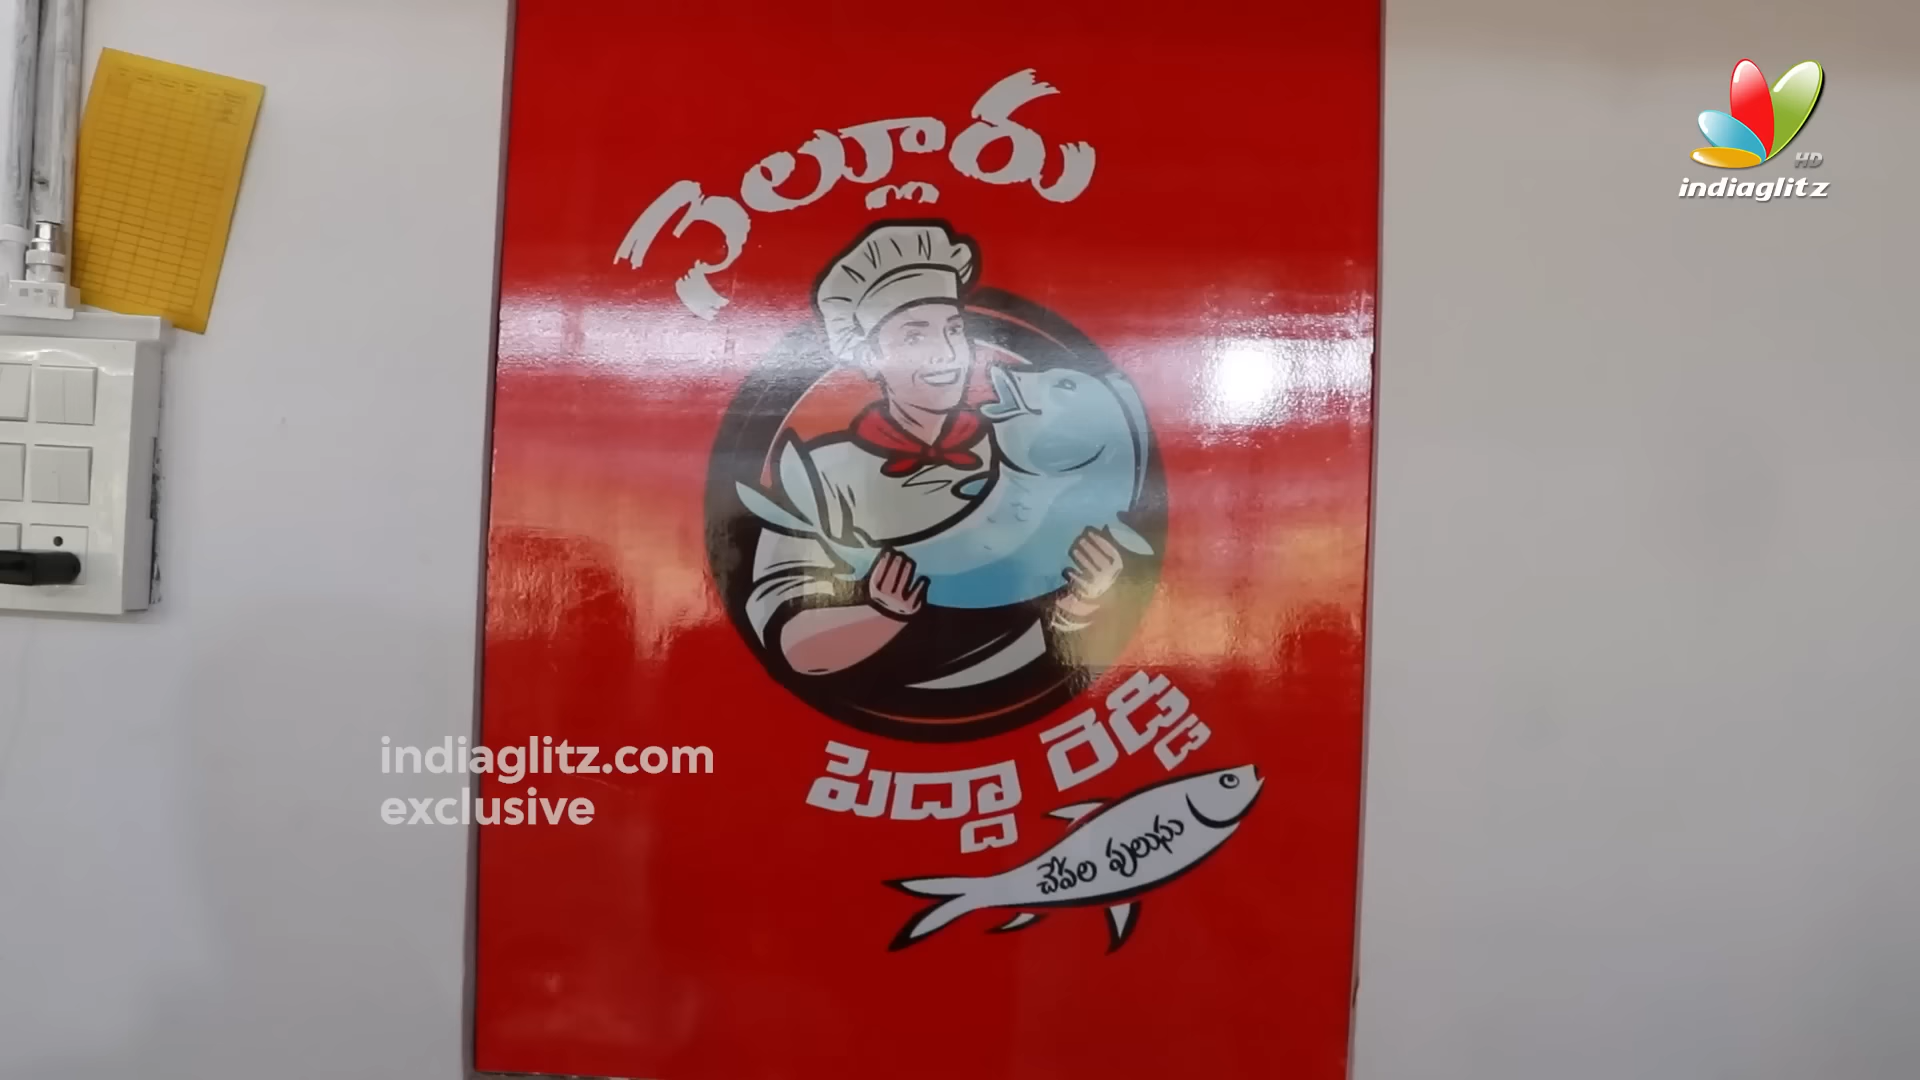 నెల్లూరు
పెద్దా రెడ్డి
చేపల పులుసు
HD
indiaglitz
indiaglitz.com
exclusive